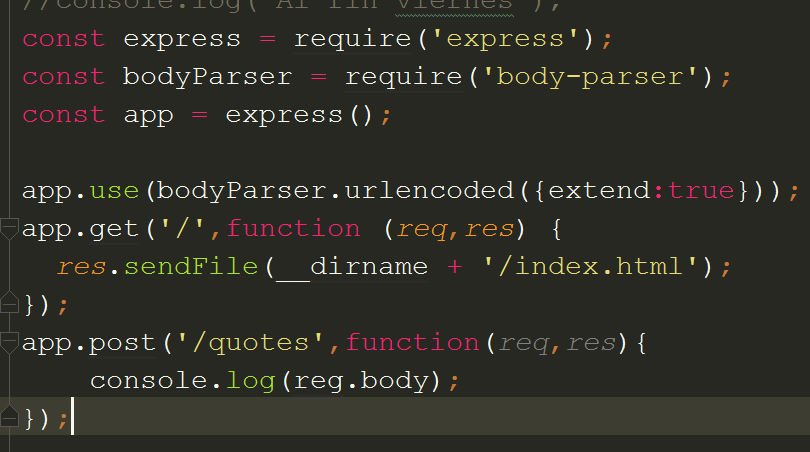 //console.log('Al fin viernes');
const express = require('express');
const bodyParser = require('body-parser');
const app = express();
app.use(bodyParser.urlencoded({extend:true}));
app.get('/',function (req,res) {
res.sendFile(__dirname + '/index.html');
});
app.post('/quotes',function(req,res){
console.log(reg.body);
});